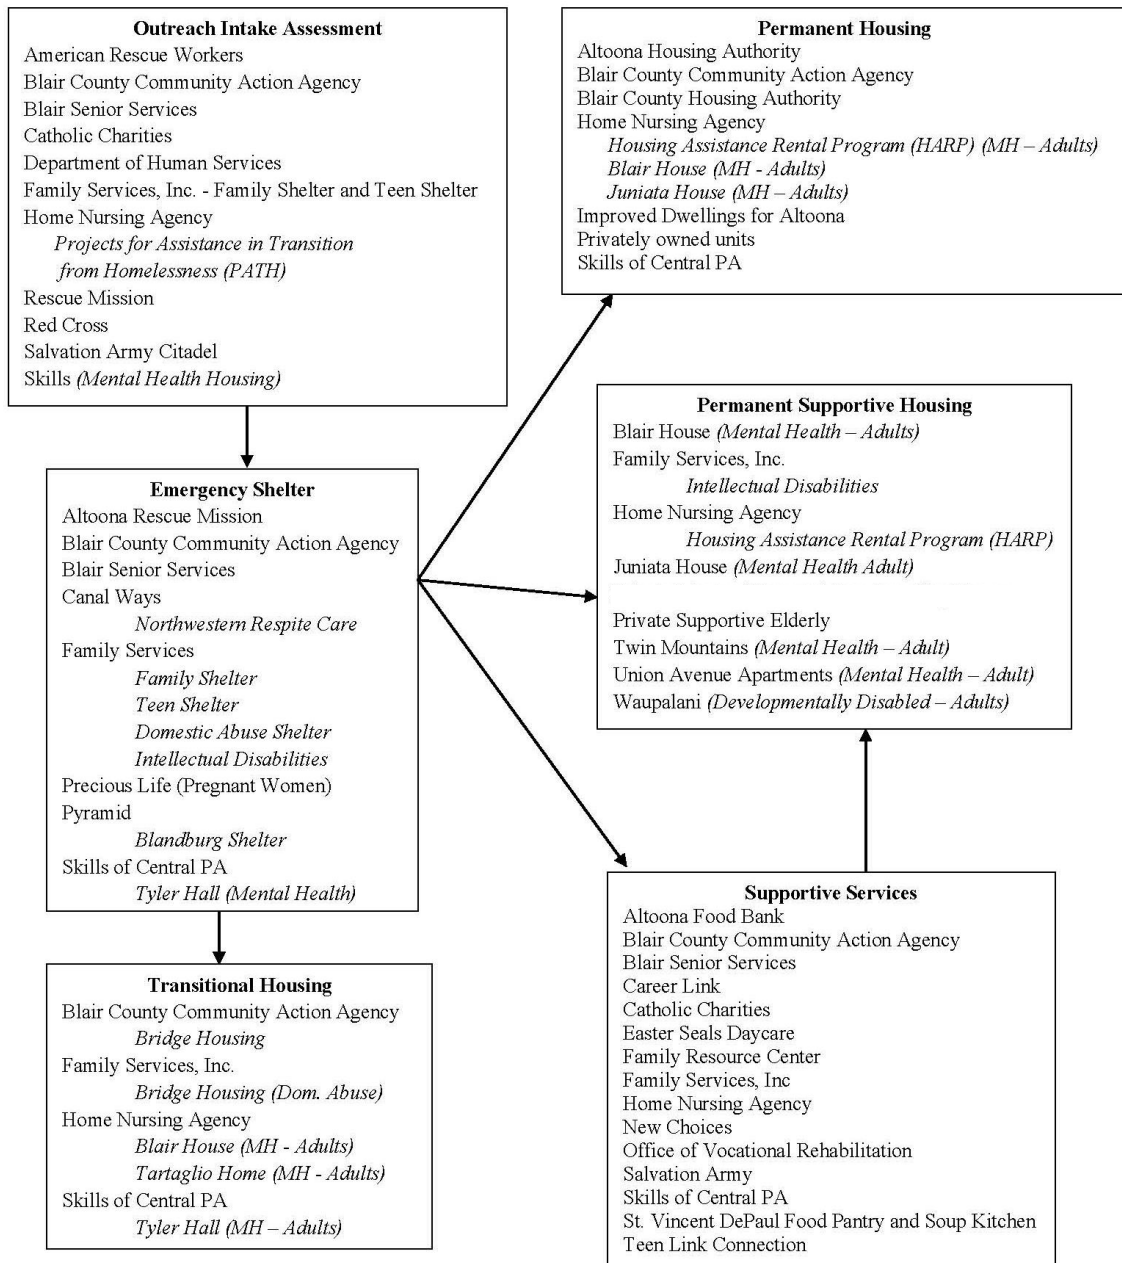 Outreach Intake Assessment
American Rescue Workers
Blair County Community Action Agency
Blair Senior Services
Catholic Charities
Department of Human Services
Family Services, Inc. - Family Shelter and Teen Shelter
Home Nursing Agency
Projects for Assistance in Transition
from Homelessness (PATH)
Rescue Mission
Red Cross
Salvation Army Citadel
Skills (Mental Health Housing)
Emergency Shelter
Altoona Rescue Mission
Blair County Community Action Agency
Blair Senior Services
Canal Ways
Northwestern Respite Care
Family Services
Family Shelter
Teen Shelter
Domestic Abuse Shelter
Intellectual Disabilities
Precious Life (Pregnant Women)
Pyramid
Blandburg Shelter
Skills of Central PA
Tyler Hall (Mental Health)
Transitional Housing
Blair County Community Action Agency
Bridge Housing
Family Services, Inc.
Bridge Housing (Dom. Abuse)
Home Nursing Agency
Blair House (MH - Adults)
Tartaglio Home (MH - Adults)
Skills of Central PA
Tyler Hall (MH – Adults)
Permanent Housing
Altoona Housing Authority
Blair County Community Action Agency
Blair County Housing Authority
Home Nursing Agency
Housing Assistance Rental Program (HARP) (MH – Adults)
Blair House (MH - Adults)
Juniata House (MH – Adults)
Improved Dwellings for Altoona
Privately owned units
Skills of Central PA
Permanent Supportive Housing
Blair House (Mental Health – Adults)
Family Services, Inc.
Intellectual Disabilities
Home Nursing Agency
Housing Assistance Rental Program (HARP)
Juniata House (Mental Health Adult)
Private Supportive Elderly
Twin Mountains (Mental Health – Adult)
Union Avenue Apartments (Mental Health – Adult)
Waupalani (Developmentally Disabled – Adults)
Supportive Services
Altoona Food Bank
Blair County Community Action Agency
Blair Senior Services
Career Link
Catholic Charities
Easter Seals Daycare
Family Resource Center
Family Services, Inc
Home Nursing Agency
New Choices
Office of Vocational Rehabilitation
Salvation Army
Skills of Central PA
St. Vincent DePaul Food Pantry and Soup Kitchen
Teen Link Connection